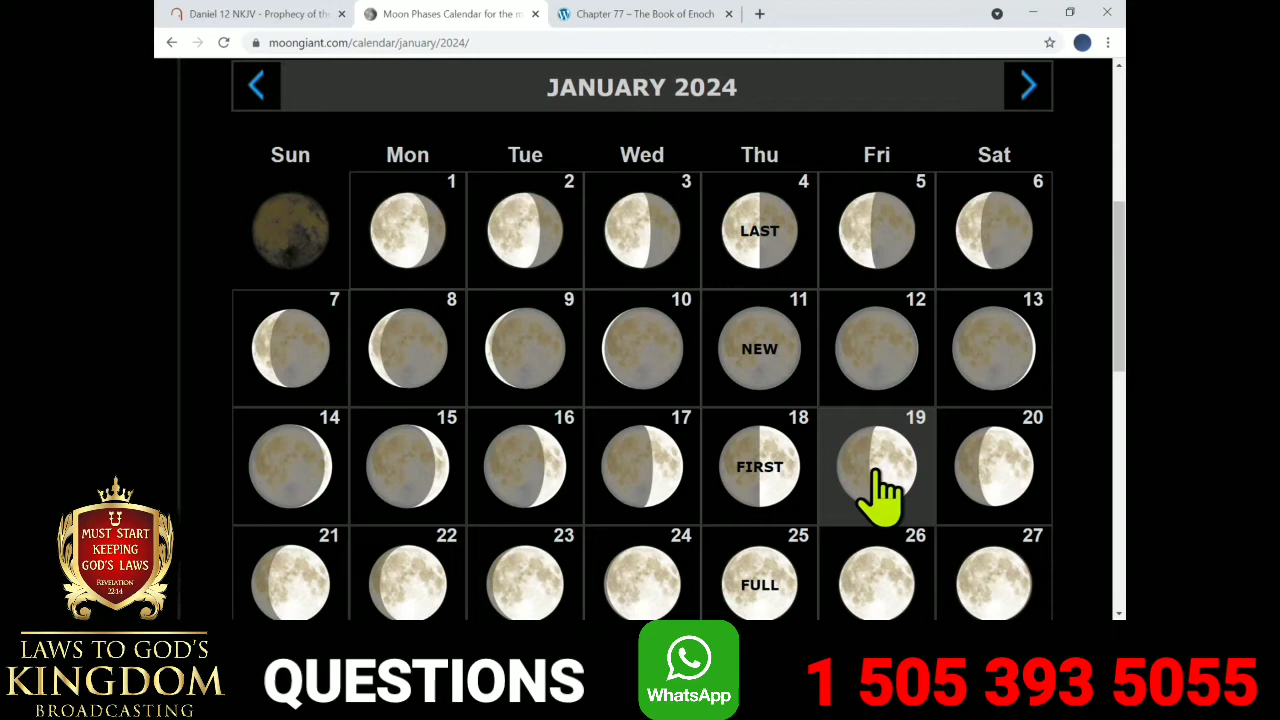 Daniel 12 NKJV - Prophecy of the
Moon Phases Calendar for the m
Chapter 77 – The Book of Enoch
moongiant.com/calendar/january/2024/
JANUARY 2024
Sun Mon Tue Wed Thu Fri Sat
1 2 3 4 5 6
LAST
7 8 9 10 11 12 13
NEW
14 15 16 17 18 19 20
FIRST
21 22 23 24 25 26 27
FULL
MUST START
KEEPING
GOD'S LAWS
REVELATION
22:14
LAWS TO GOD'S
KINGDOM
BROADCASTING
QUESTIONS
WhatsApp
1 505 393 5055